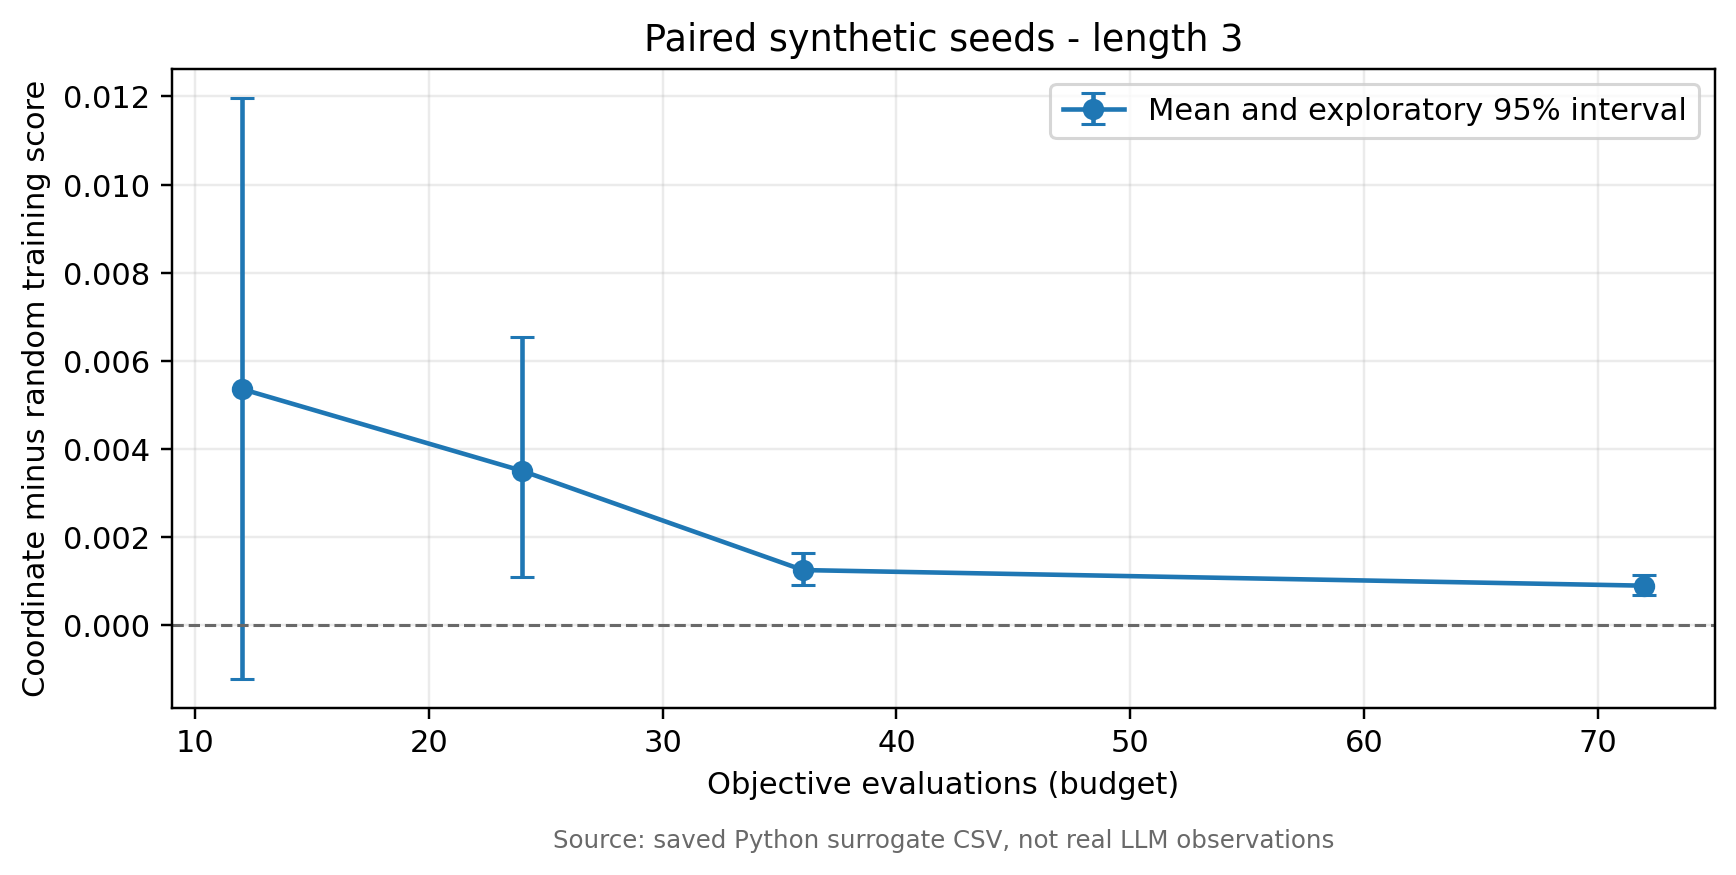 Paired synthetic seeds - length 3
Mean and exploratory 95% interval
Coordinate minus random training score
0.012
0.010
0.008
0.006
0.004
0.002
0.000
10 20 30 40 50 60 70
Objective evaluations (budget)
Source: saved Python surrogate CSV, not real LLM observations